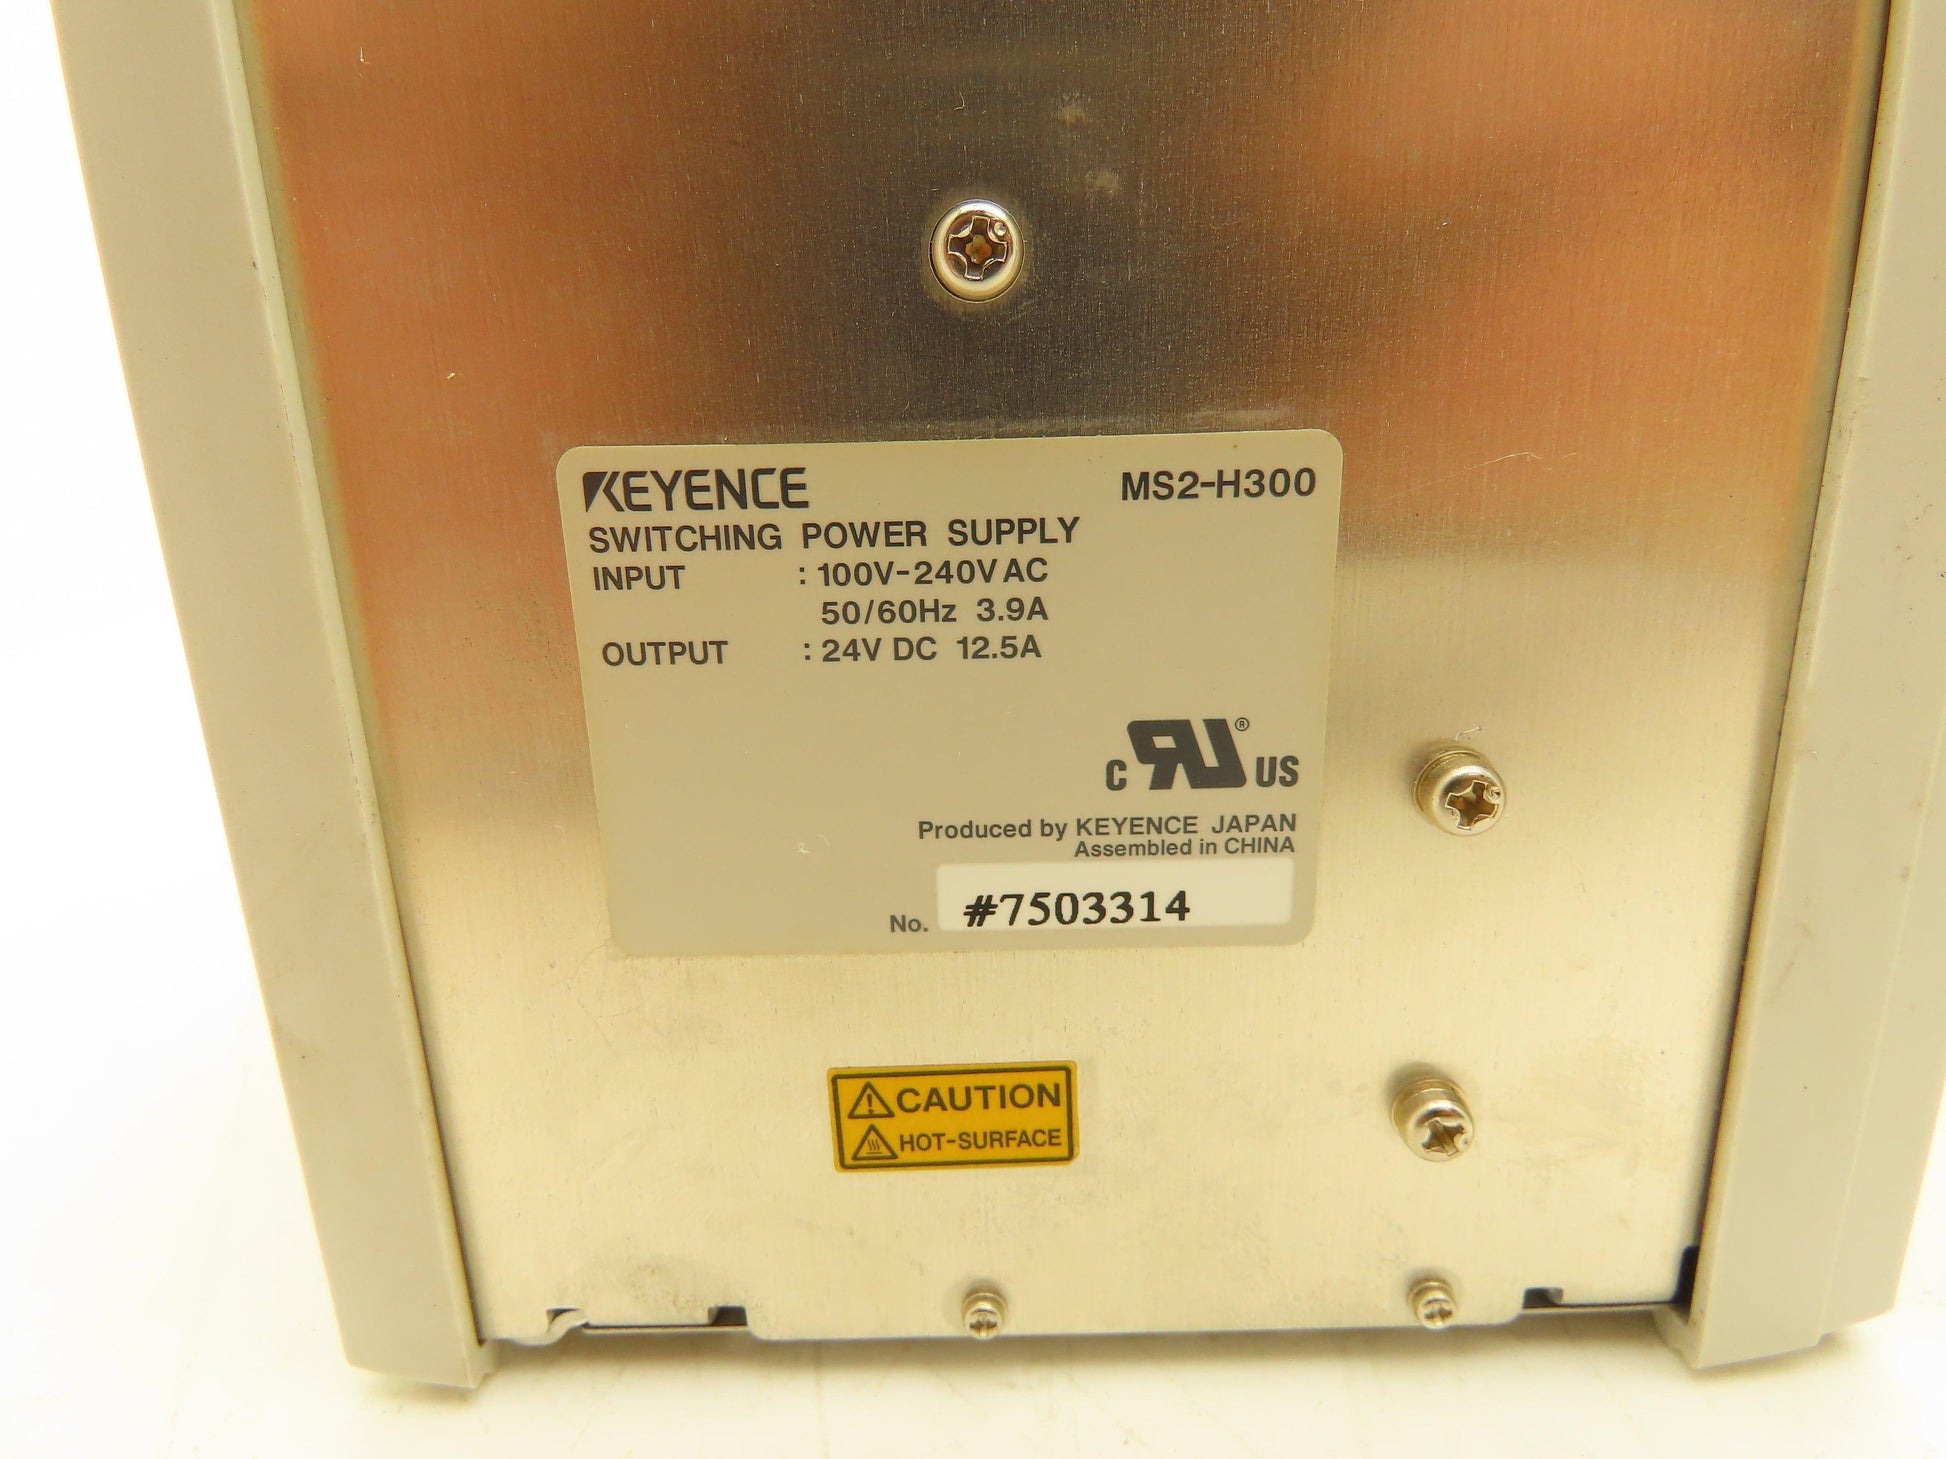 KEYENCE MS2-H300
SWITCHING POWER SUPPLY
INPUT : 100V-240V AC
50/60Hz 3.9A
OUTPUT : 24V DC 12.5A
c RU® US
Produced by KEYENCE JAPAN
Assembled in CHINA
No. #7503314
CAUTION
HOT-SURFACE